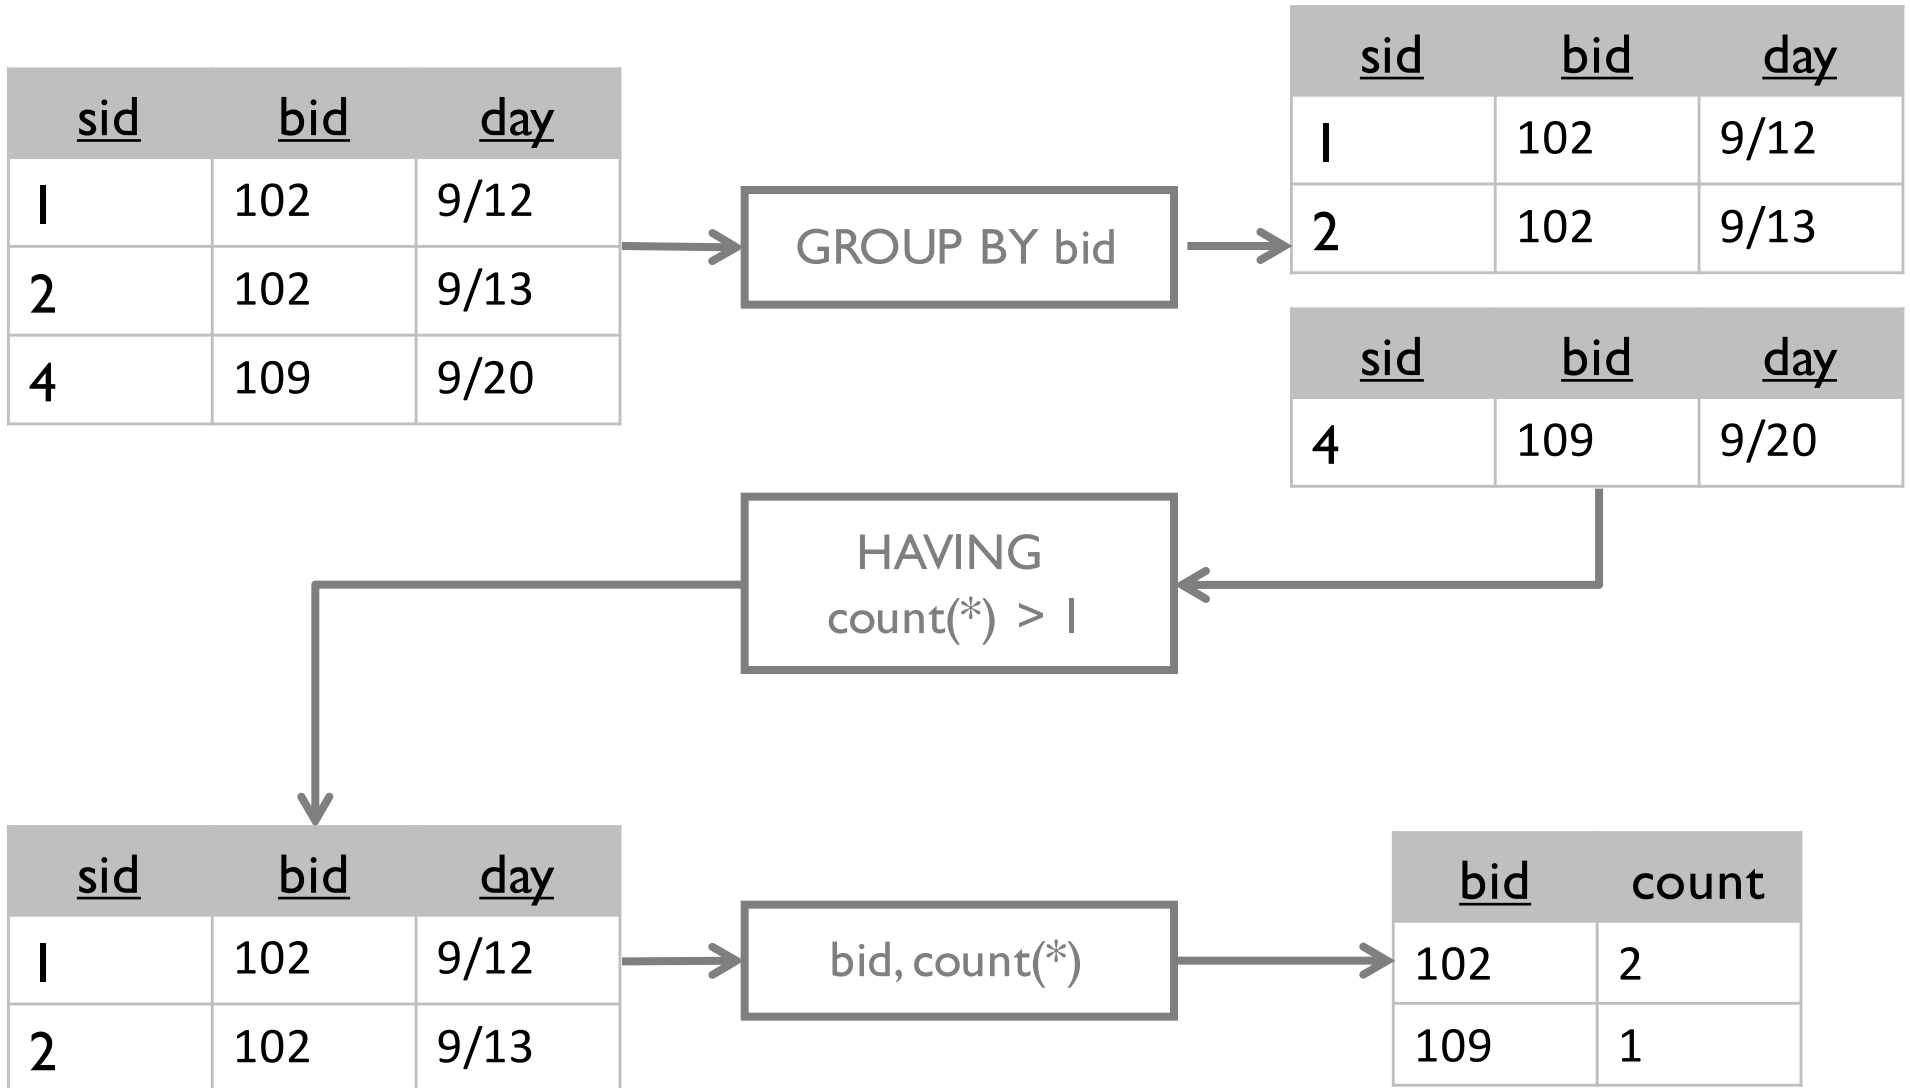 sid bid day
1 102 9/12
2 102 9/13
4 109 9/20
GROUP BY bid
sid bid day
1 102 9/12
2 102 9/13
sid bid day
4 109 9/20
HAVING
count(*) > 1
sid bid day
1 102 9/12
2 102 9/13
bid, count(*)
bid count
102 2
109 1